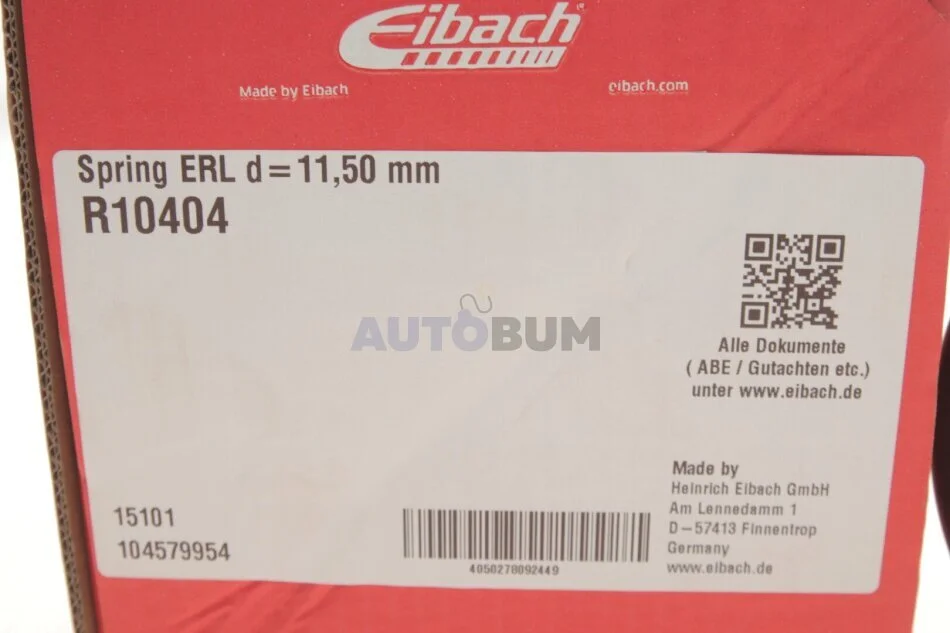 Eibach
Made by Eibach
eibach.com
Spring ERL d=11,50 mm
R10404
AUTOBUM
Alle Dokumente
( ABE / Gutachten etc.)
unter www.eibach.de
Made by
Heinrich Eibach GmbH
Am Lennedamm 1
D-57413 Finnentrop
Germany
www.eibach.de
15101
104579954
4050278092449